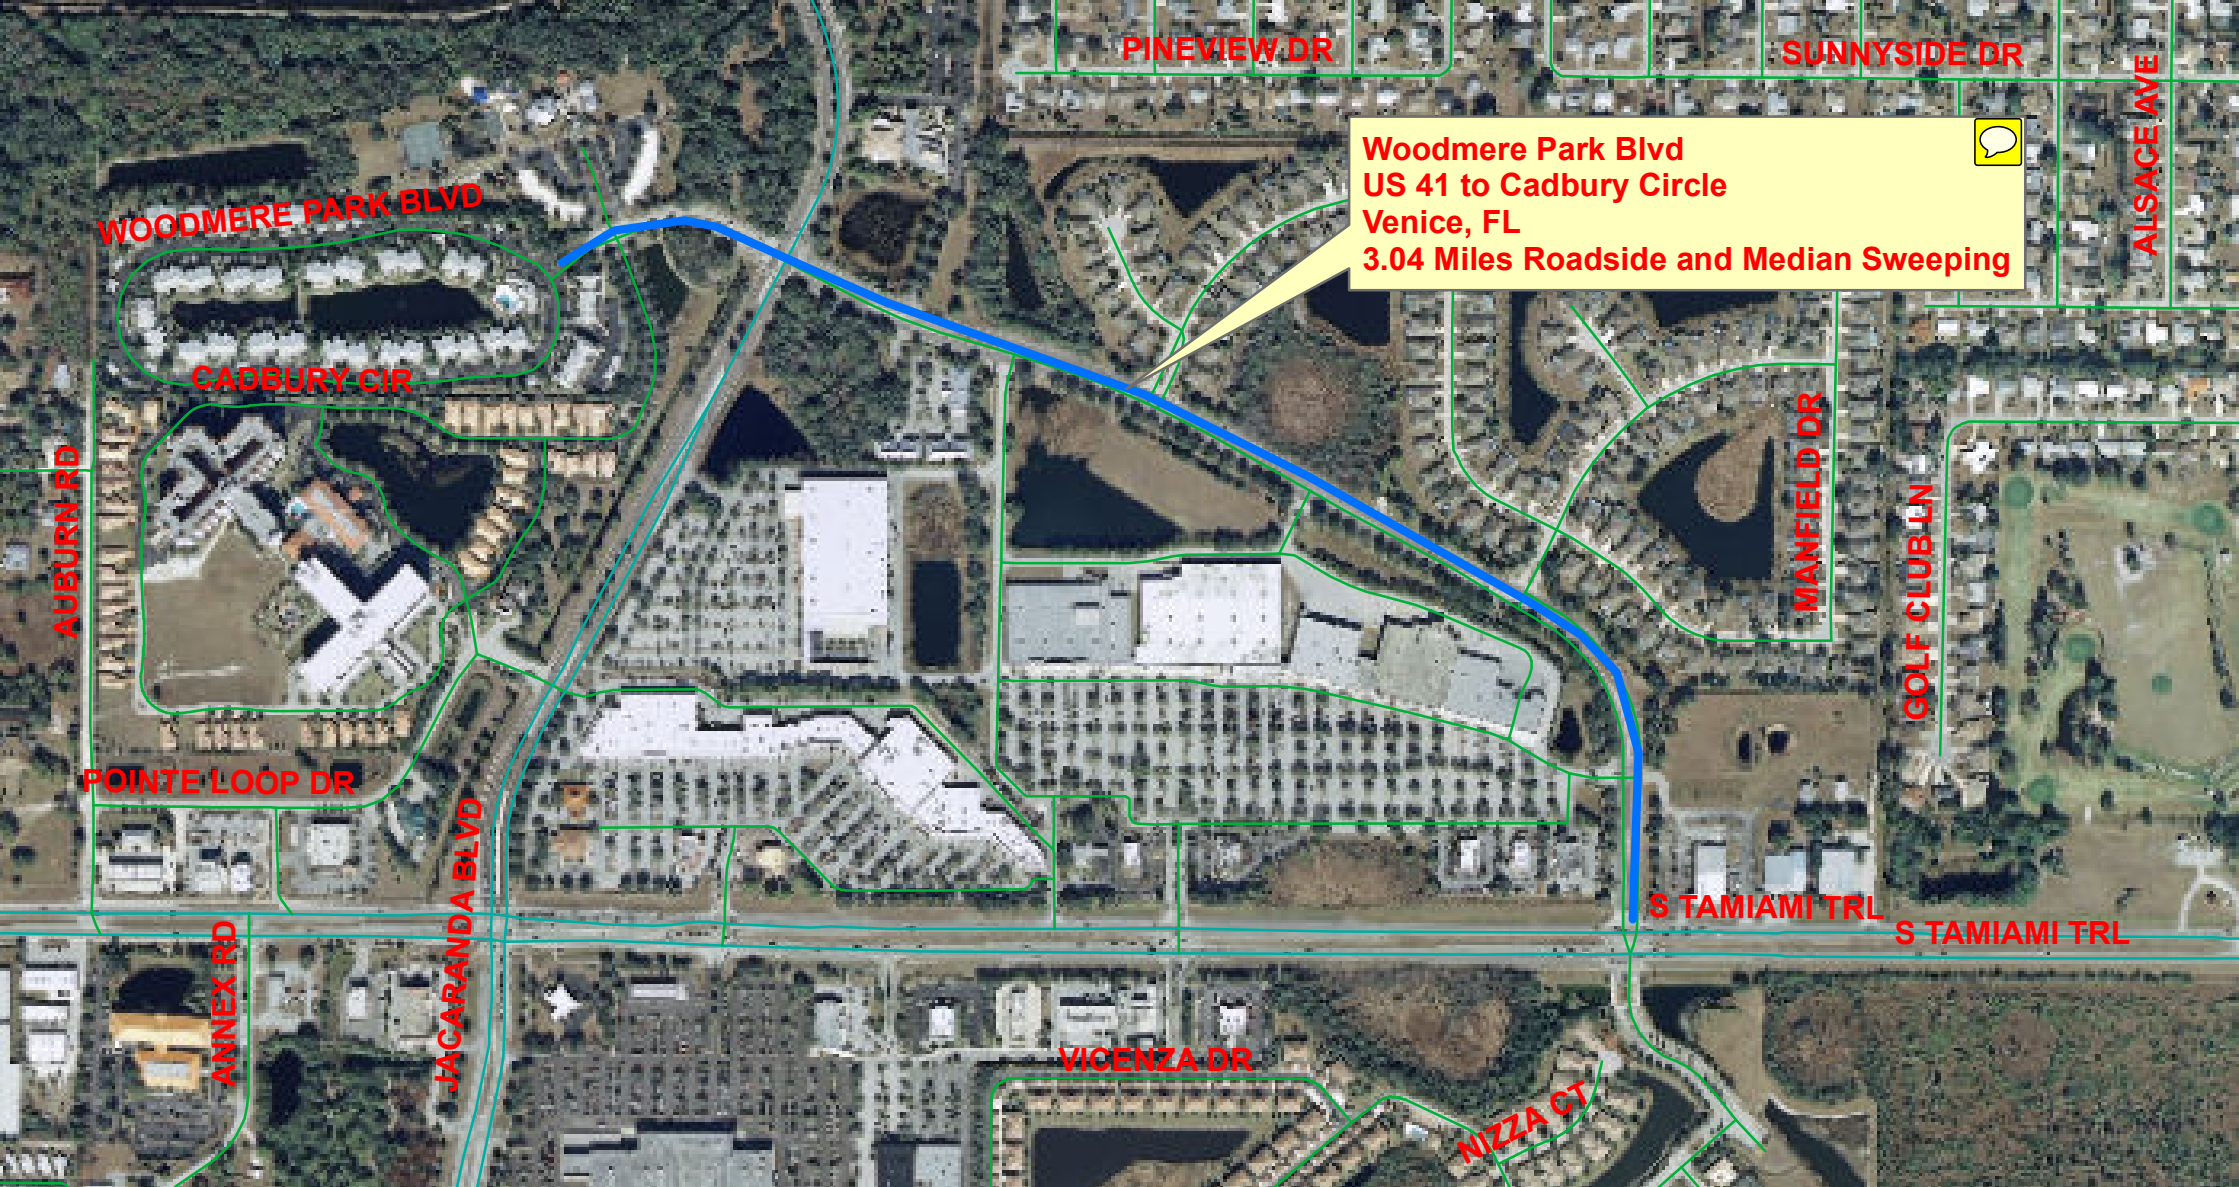 PINEVIEW DR
SUNNYSIDE DR
ALSACE AVE
Woodmere Park Blvd
US 41 to Cadbury Circle
Venice, FL
3.04 Miles Roadside and Median Sweeping
WOODMERE PARK BLVD
CADBURY CIR
AUBURN RD
MANFIELD DR
GOLF CLUB LN
POINTE LOOP DR
JACARANDA BLVD
S TAMIAMI TRL
S TAMIAMI TRL
ANNEX RD
VICENZA DR
NIZZA CT